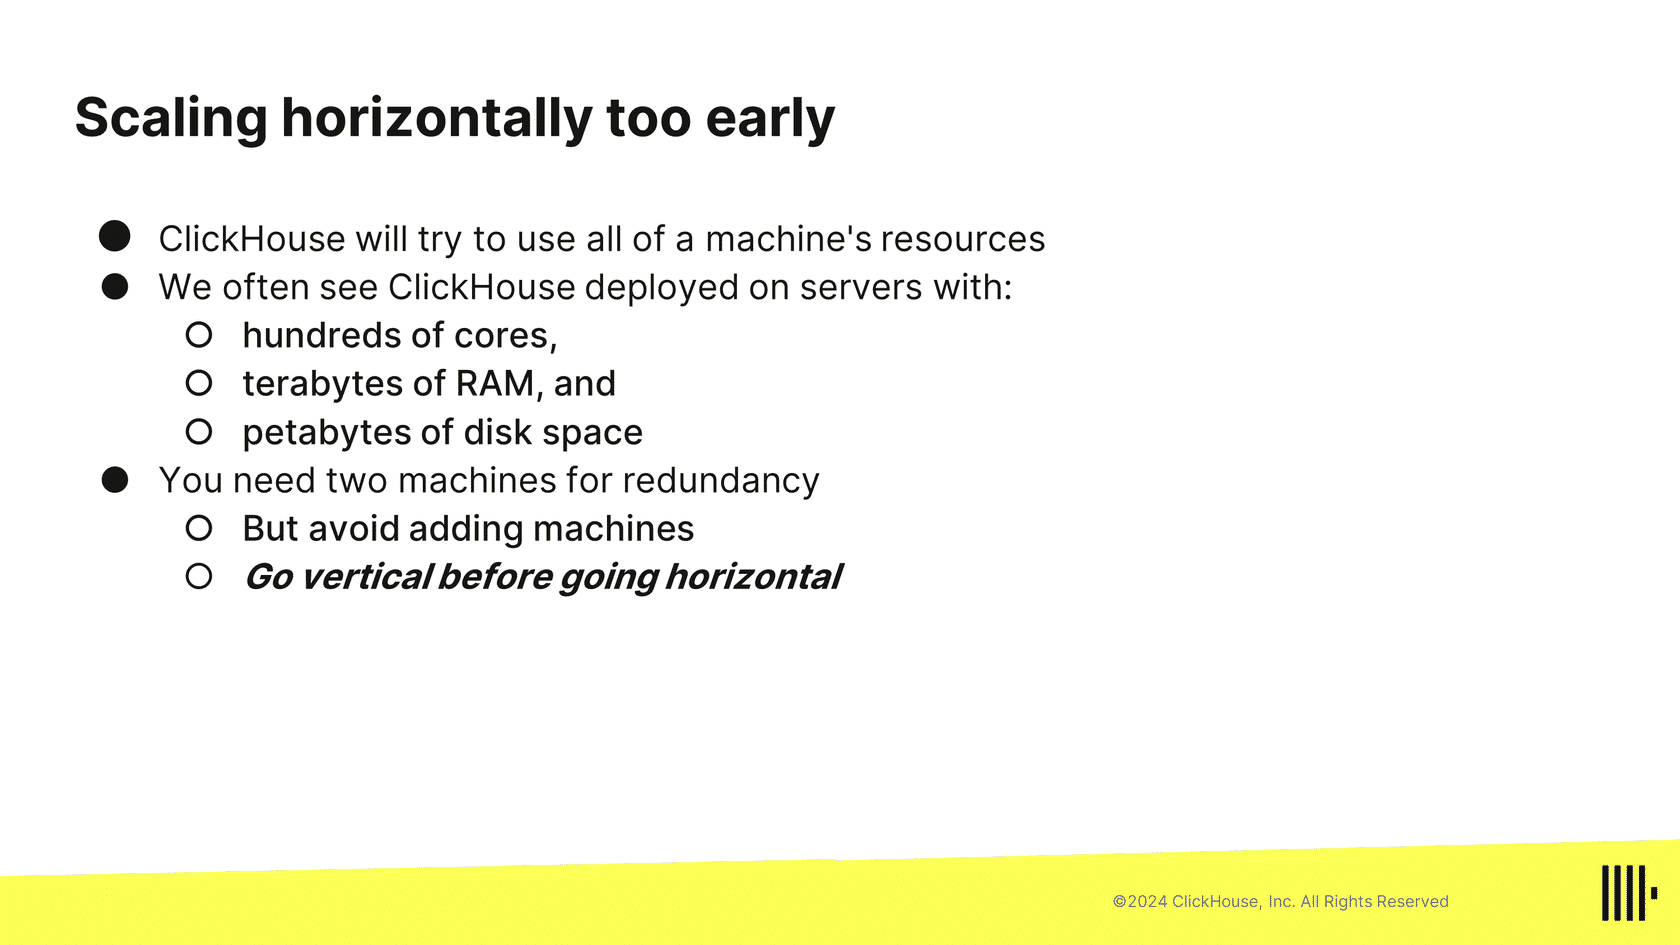 Scaling horizontally too early
● ClickHouse will try to use all of a machine's resources
● We often see ClickHouse deployed on servers with:
○ hundreds of cores,
○ terabytes of RAM, and
○ petabytes of disk space
● You need two machines for redundancy
○ But avoid adding machines
○ Go vertical before going horizontal
©2024 ClickHouse, Inc. All Rights Reserved